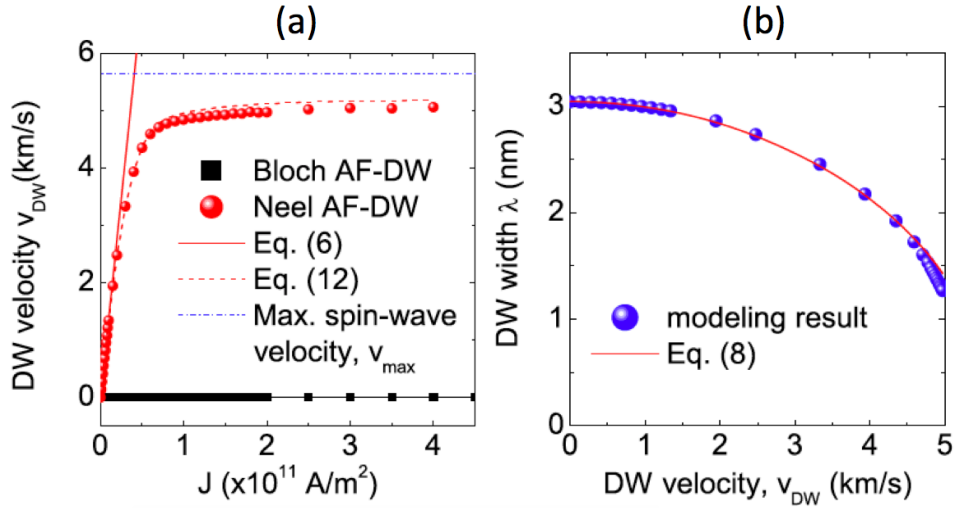 (a)
DW velocity v_DW(km/s)
6
4
2
0
Bloch AF-DW
Neel AF-DW
Eq. (6)
Eq. (12)
Max. spin-wave
velocity, v_max
0 1 2 3 4
J (x10^11 A/m^2)
(b)
DW width λ (nm)
3
2
1
0
modeling result
Eq. (8)
0 1 2 3 4 5
DW velocity, v_DW (km/s)